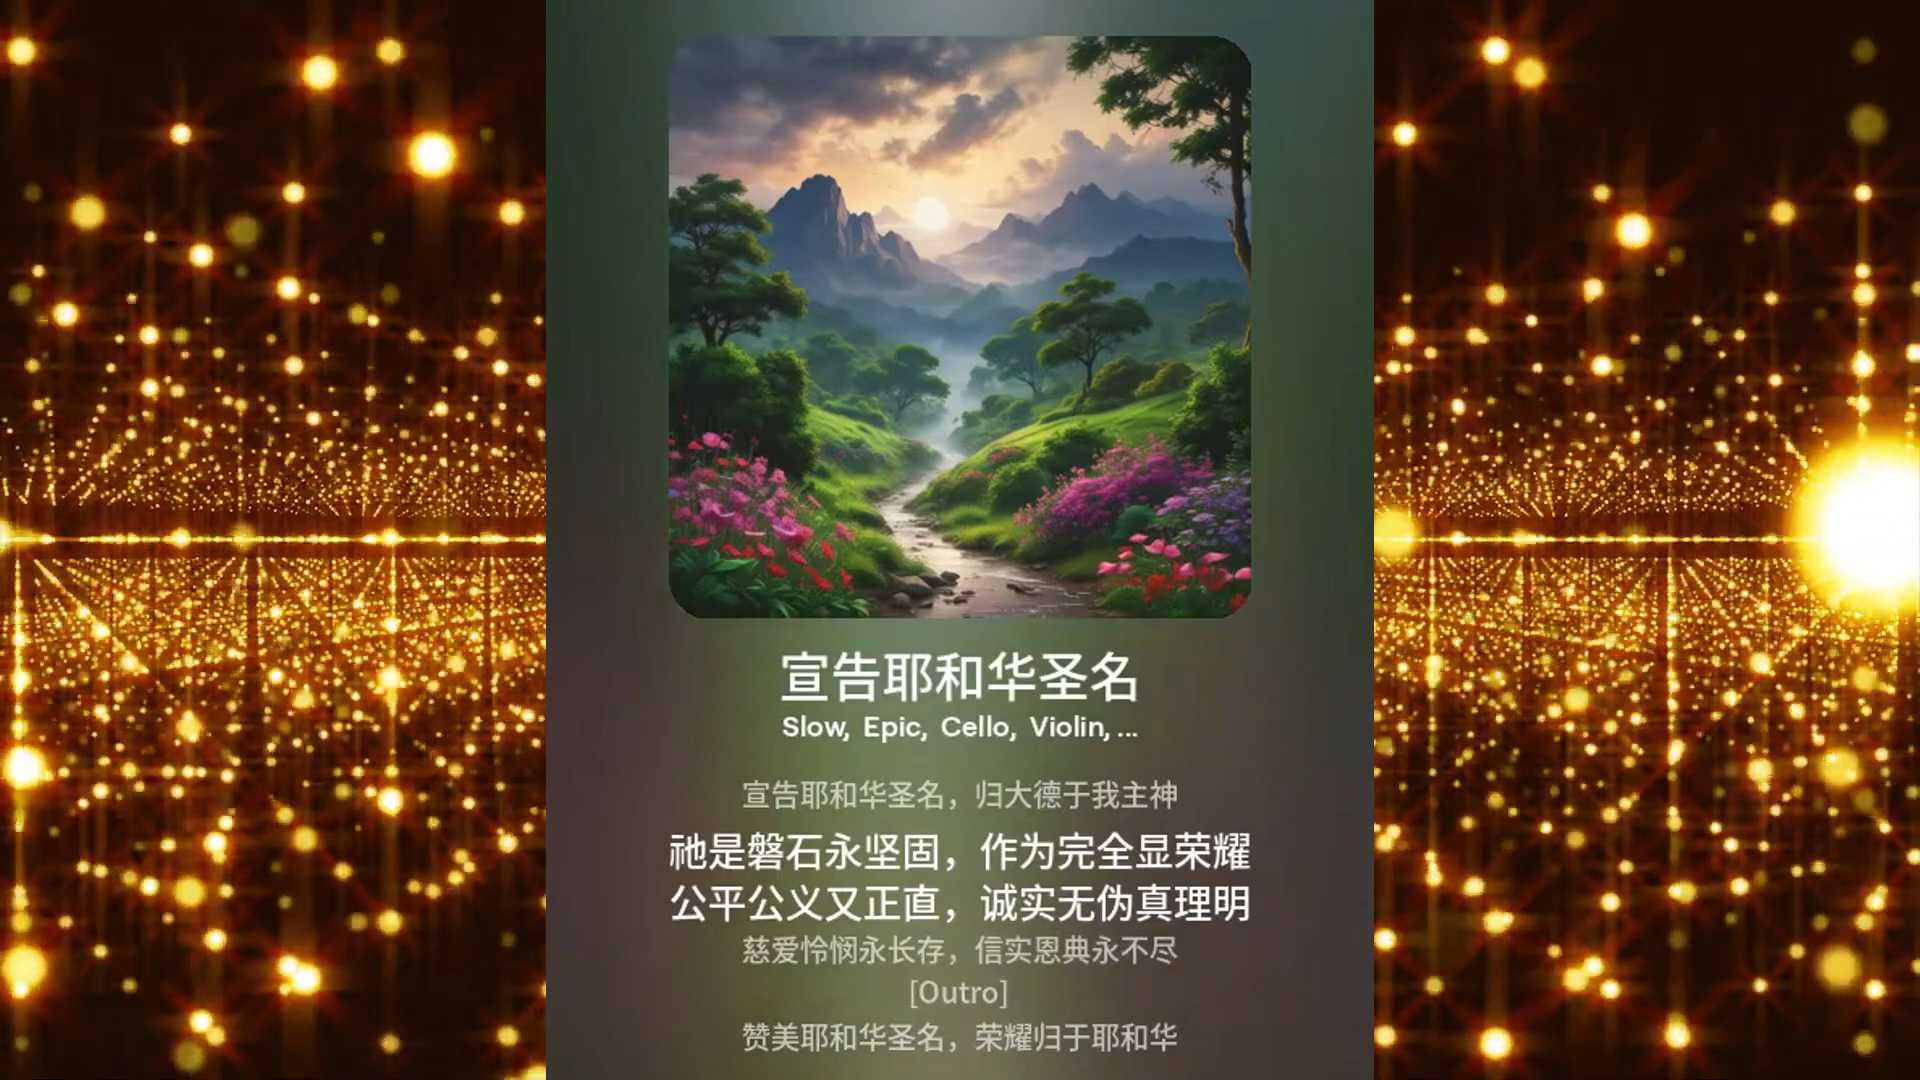 宣告耶和华圣名
Slow, Epic, Cello, Violin, ...
宣告耶和华圣名，归大德于我主神
祂是磐石永坚固，作为完全显荣耀
公平公义又正直，诚实无伪真理明
慈爱怜悯永长存，信实恩典永不尽
[Outro]
赞美耶和华圣名，荣耀归于耶和华